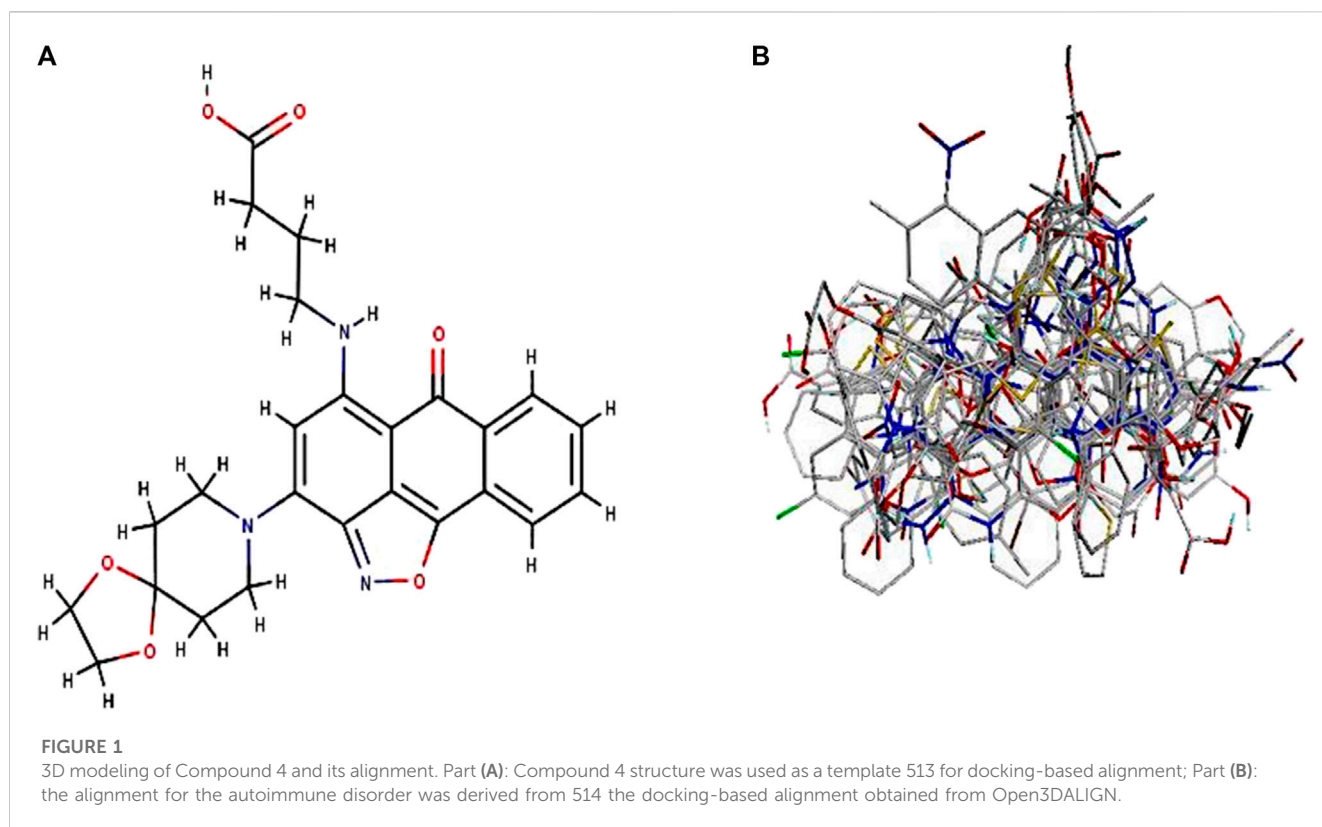 A B
H
O O
H H
H H
H H
N O
H
H
H H
H H
H
H
N
H
O H H
N O
H
H
O H H
H
H
FIGURE 1
3D modeling of Compound 4 and its alignment. Part (A): Compound 4 structure was used as a template 513 for docking-based alignment; Part (B):
the alignment for the autoimmune disorder was derived from 514 the docking-based alignment obtained from Open3DALIGN.